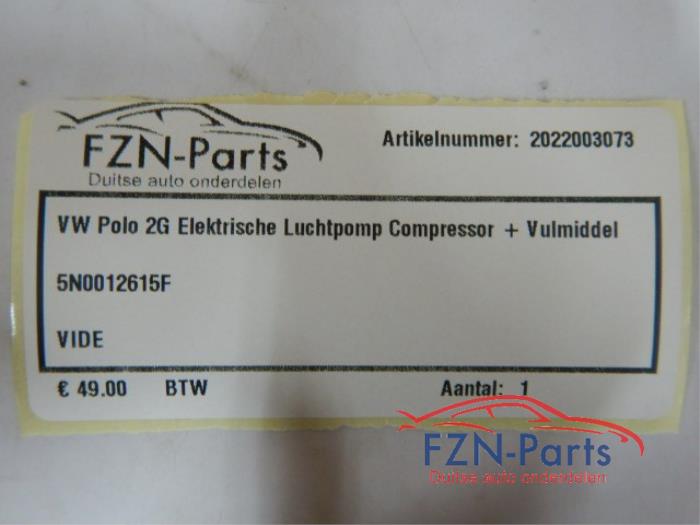 FZN-Parts
Duitse auto onderdelen
Artikelnummer: 2022003073
VW Polo 2G Elektrische Luchtpomp Compressor + Vulmiddel
5N0012615F
VIDE
€ 49.00 BTW Aantal: 1
FZN-Parts
Duitse auto onderdelen